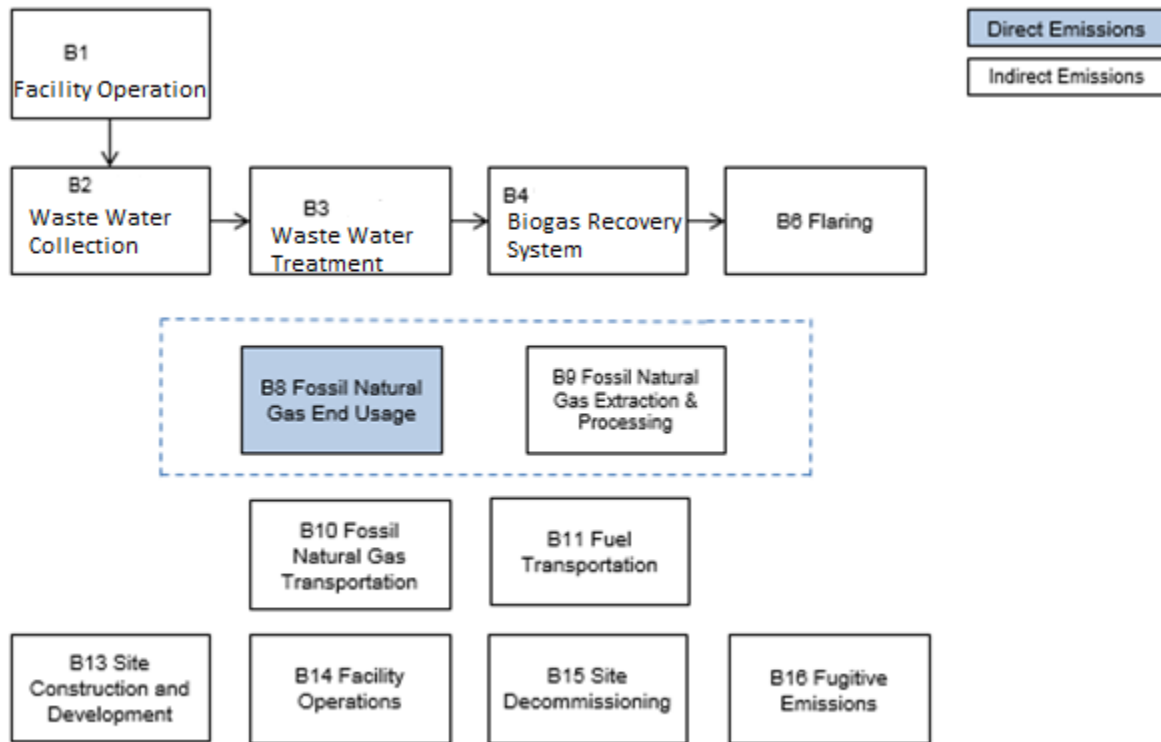 B1
Facility Operation
Direct Emissions
Indirect Emissions
B2
Waste Water
Collection
B3
Waste Water
Treatment
B4
Biogas Recovery
System
B6 Flaring
B8 Fossil Natural
Gas End Usage
B9 Fossil Natural
Gas Extraction &
Processing
B10 Fossil
Natural Gas
Transportation
B11 Fuel
Transportation
B13 Site
Construction and
Development
B14 Facility
Operations
B15 Site
Decommissioning
B16 Fugitive
Emissions